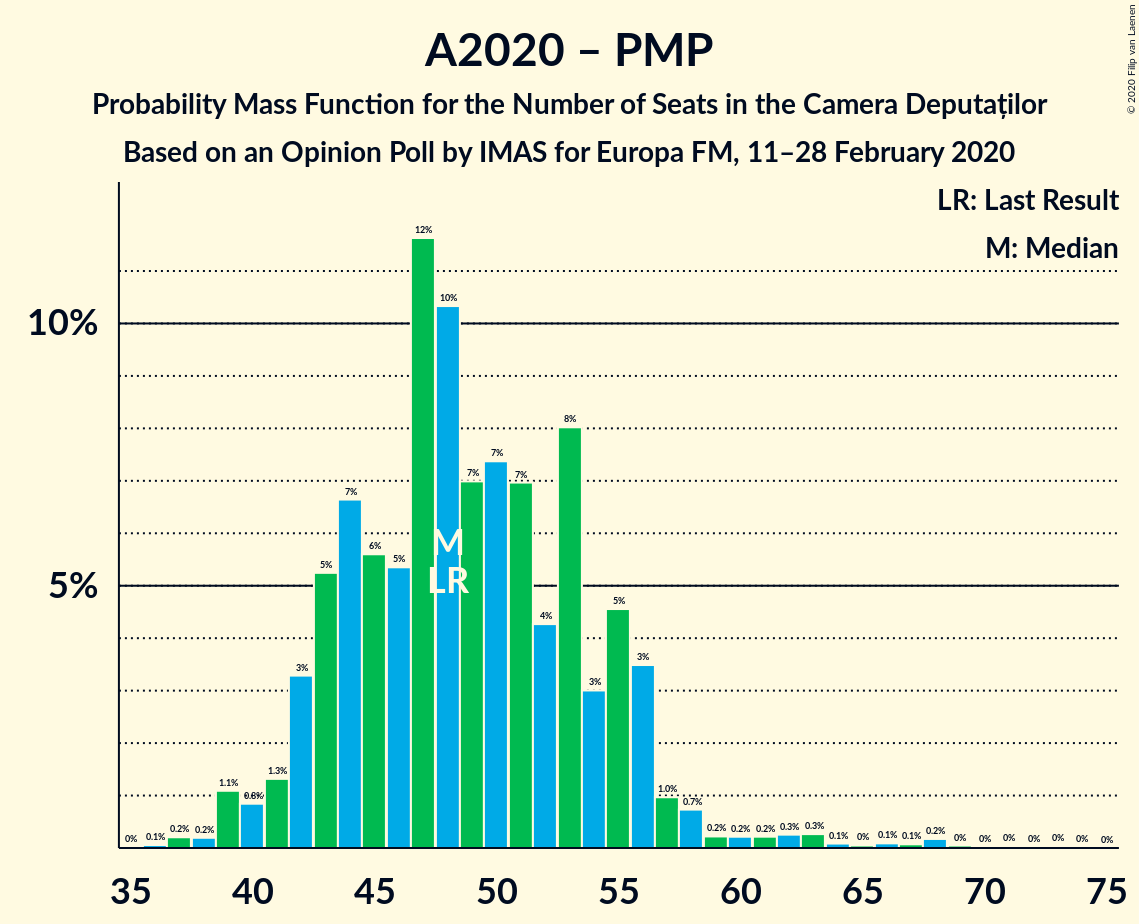 A2020 – PMP
Probability Mass Function for the Number of Seats in the Camera Deputaților
Based on an Opinion Poll by IMAS for Europa FM, 11–28 February 2020
© 2020 Filip van Laenen
LR: Last Result
M: Median
10%
5%
0% 0.1% 0.2% 0.2% 1.1% 0.8% 1.3% 3% 5% 7% 6% 5% 12% 10% 7% 7% 7% 4% 8% 3% 5% 3% 1.0% 0.7% 0.2% 0.2% 0.2% 0.3% 0.3% 0.1% 0% 0.1% 0.1% 0.2% 0% 0% 0% 0% 0% 0% 0%
M
LR
35 40 45 50 55 60 65 70 75